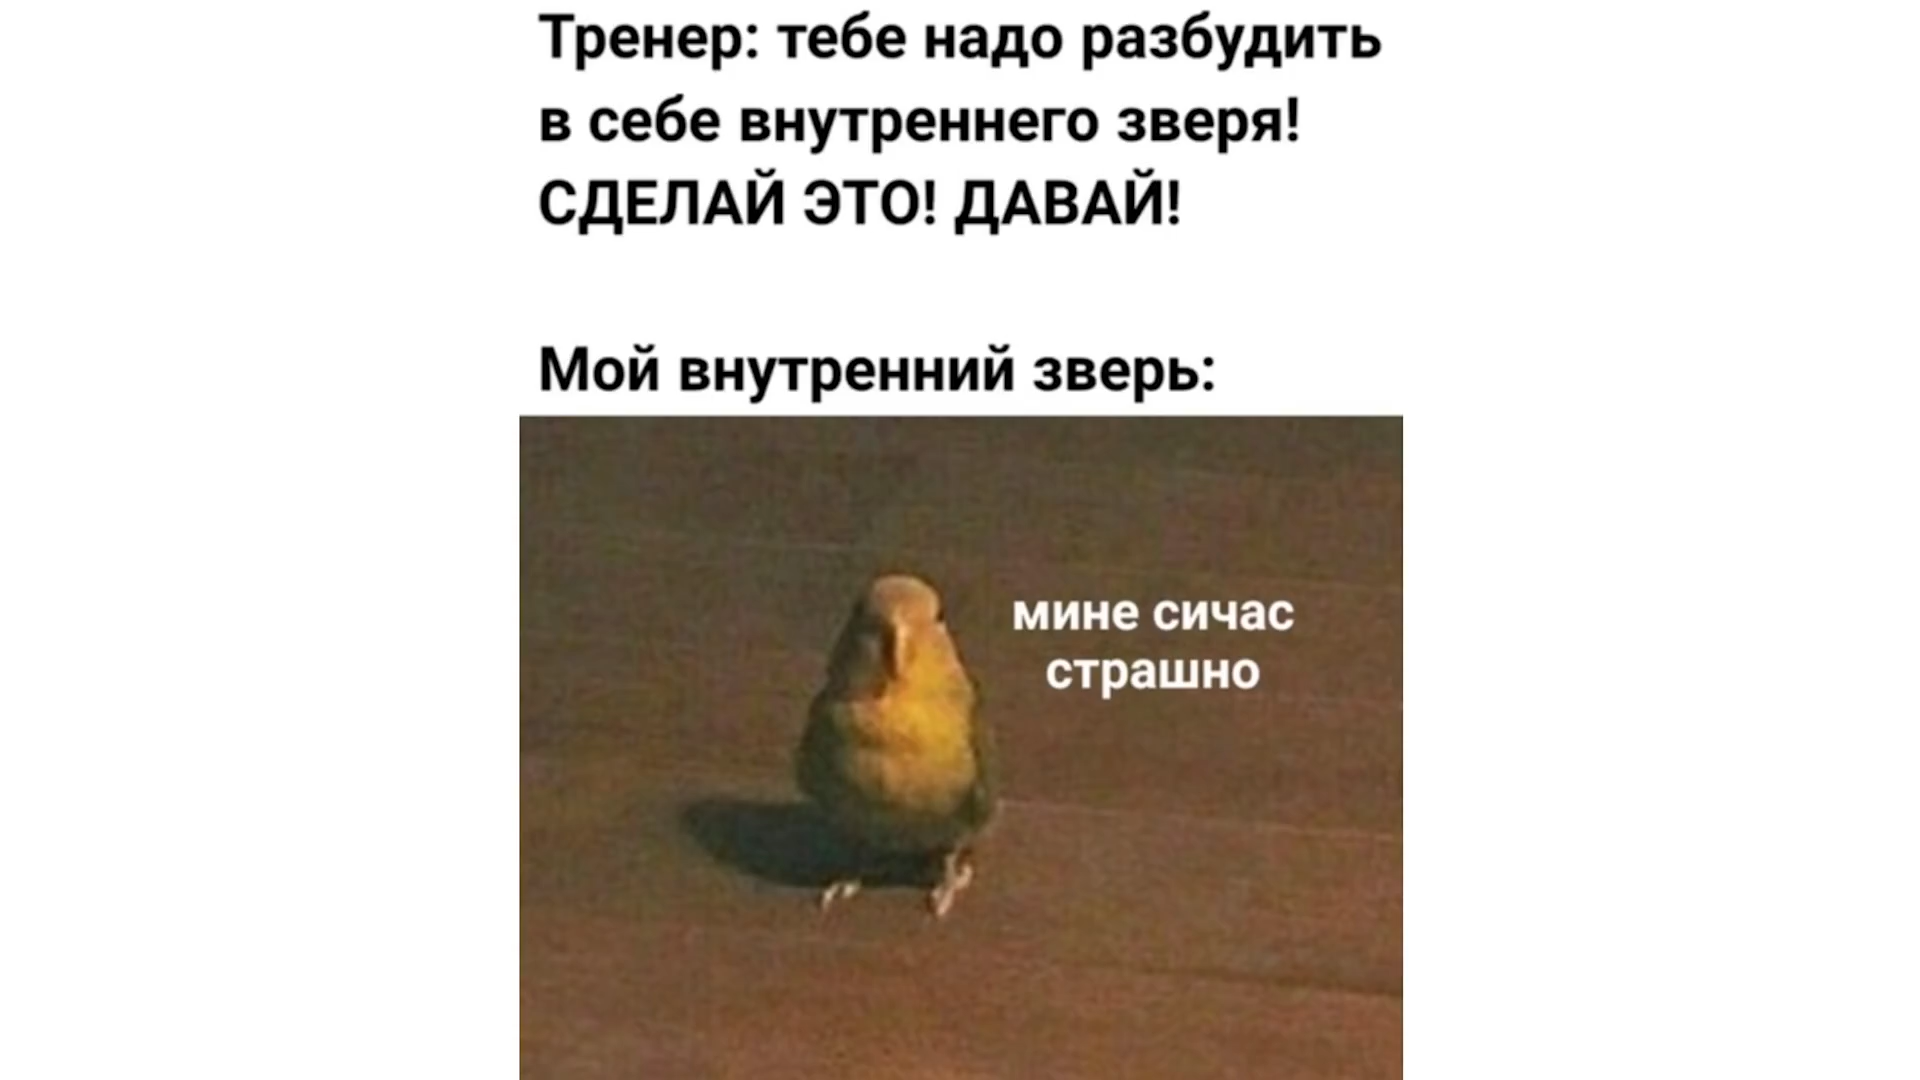 Тренер: тебе надо разбудить
в себе внутреннего зверя!
СДЕЛАЙ ЭТО! ДАВАЙ!
Мой внутренний зверь:
мине сичас
страшно